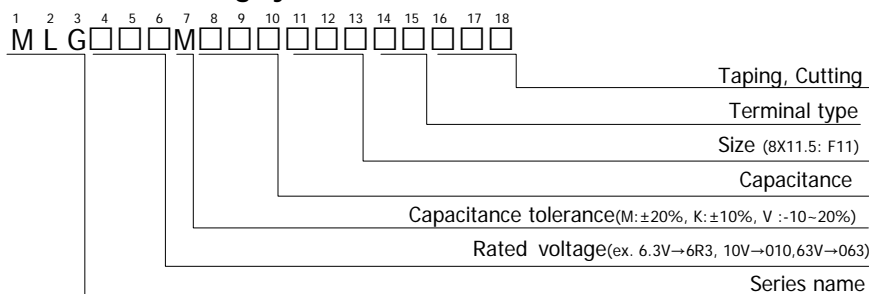 1 2 3 4 5 6 7 8 9 10 11 12 13 14 15 16 17 18
M L G□□□M□□□□□□□□□□□
Taping, Cutting
Terminal type
Size (8X11.5: F11)
Capacitance
Capacitance tolerance(M:±20%, K:±10%, V :-10~20%)
Rated voltage(ex. 6.3V→6R3, 10V→010,63V→063)
Series name